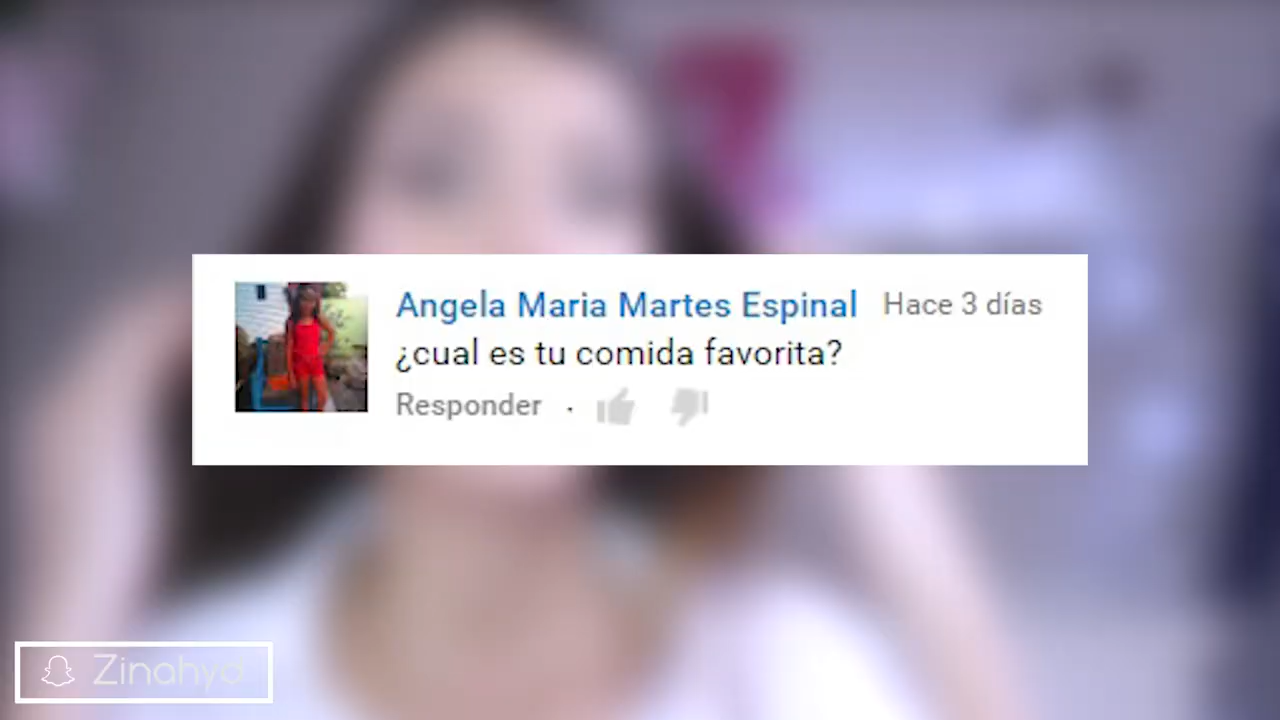 Angela Maria Martes Espinal Hace 3 días
¿cual es tu comida favorita?
Responder ·
Zinahyd